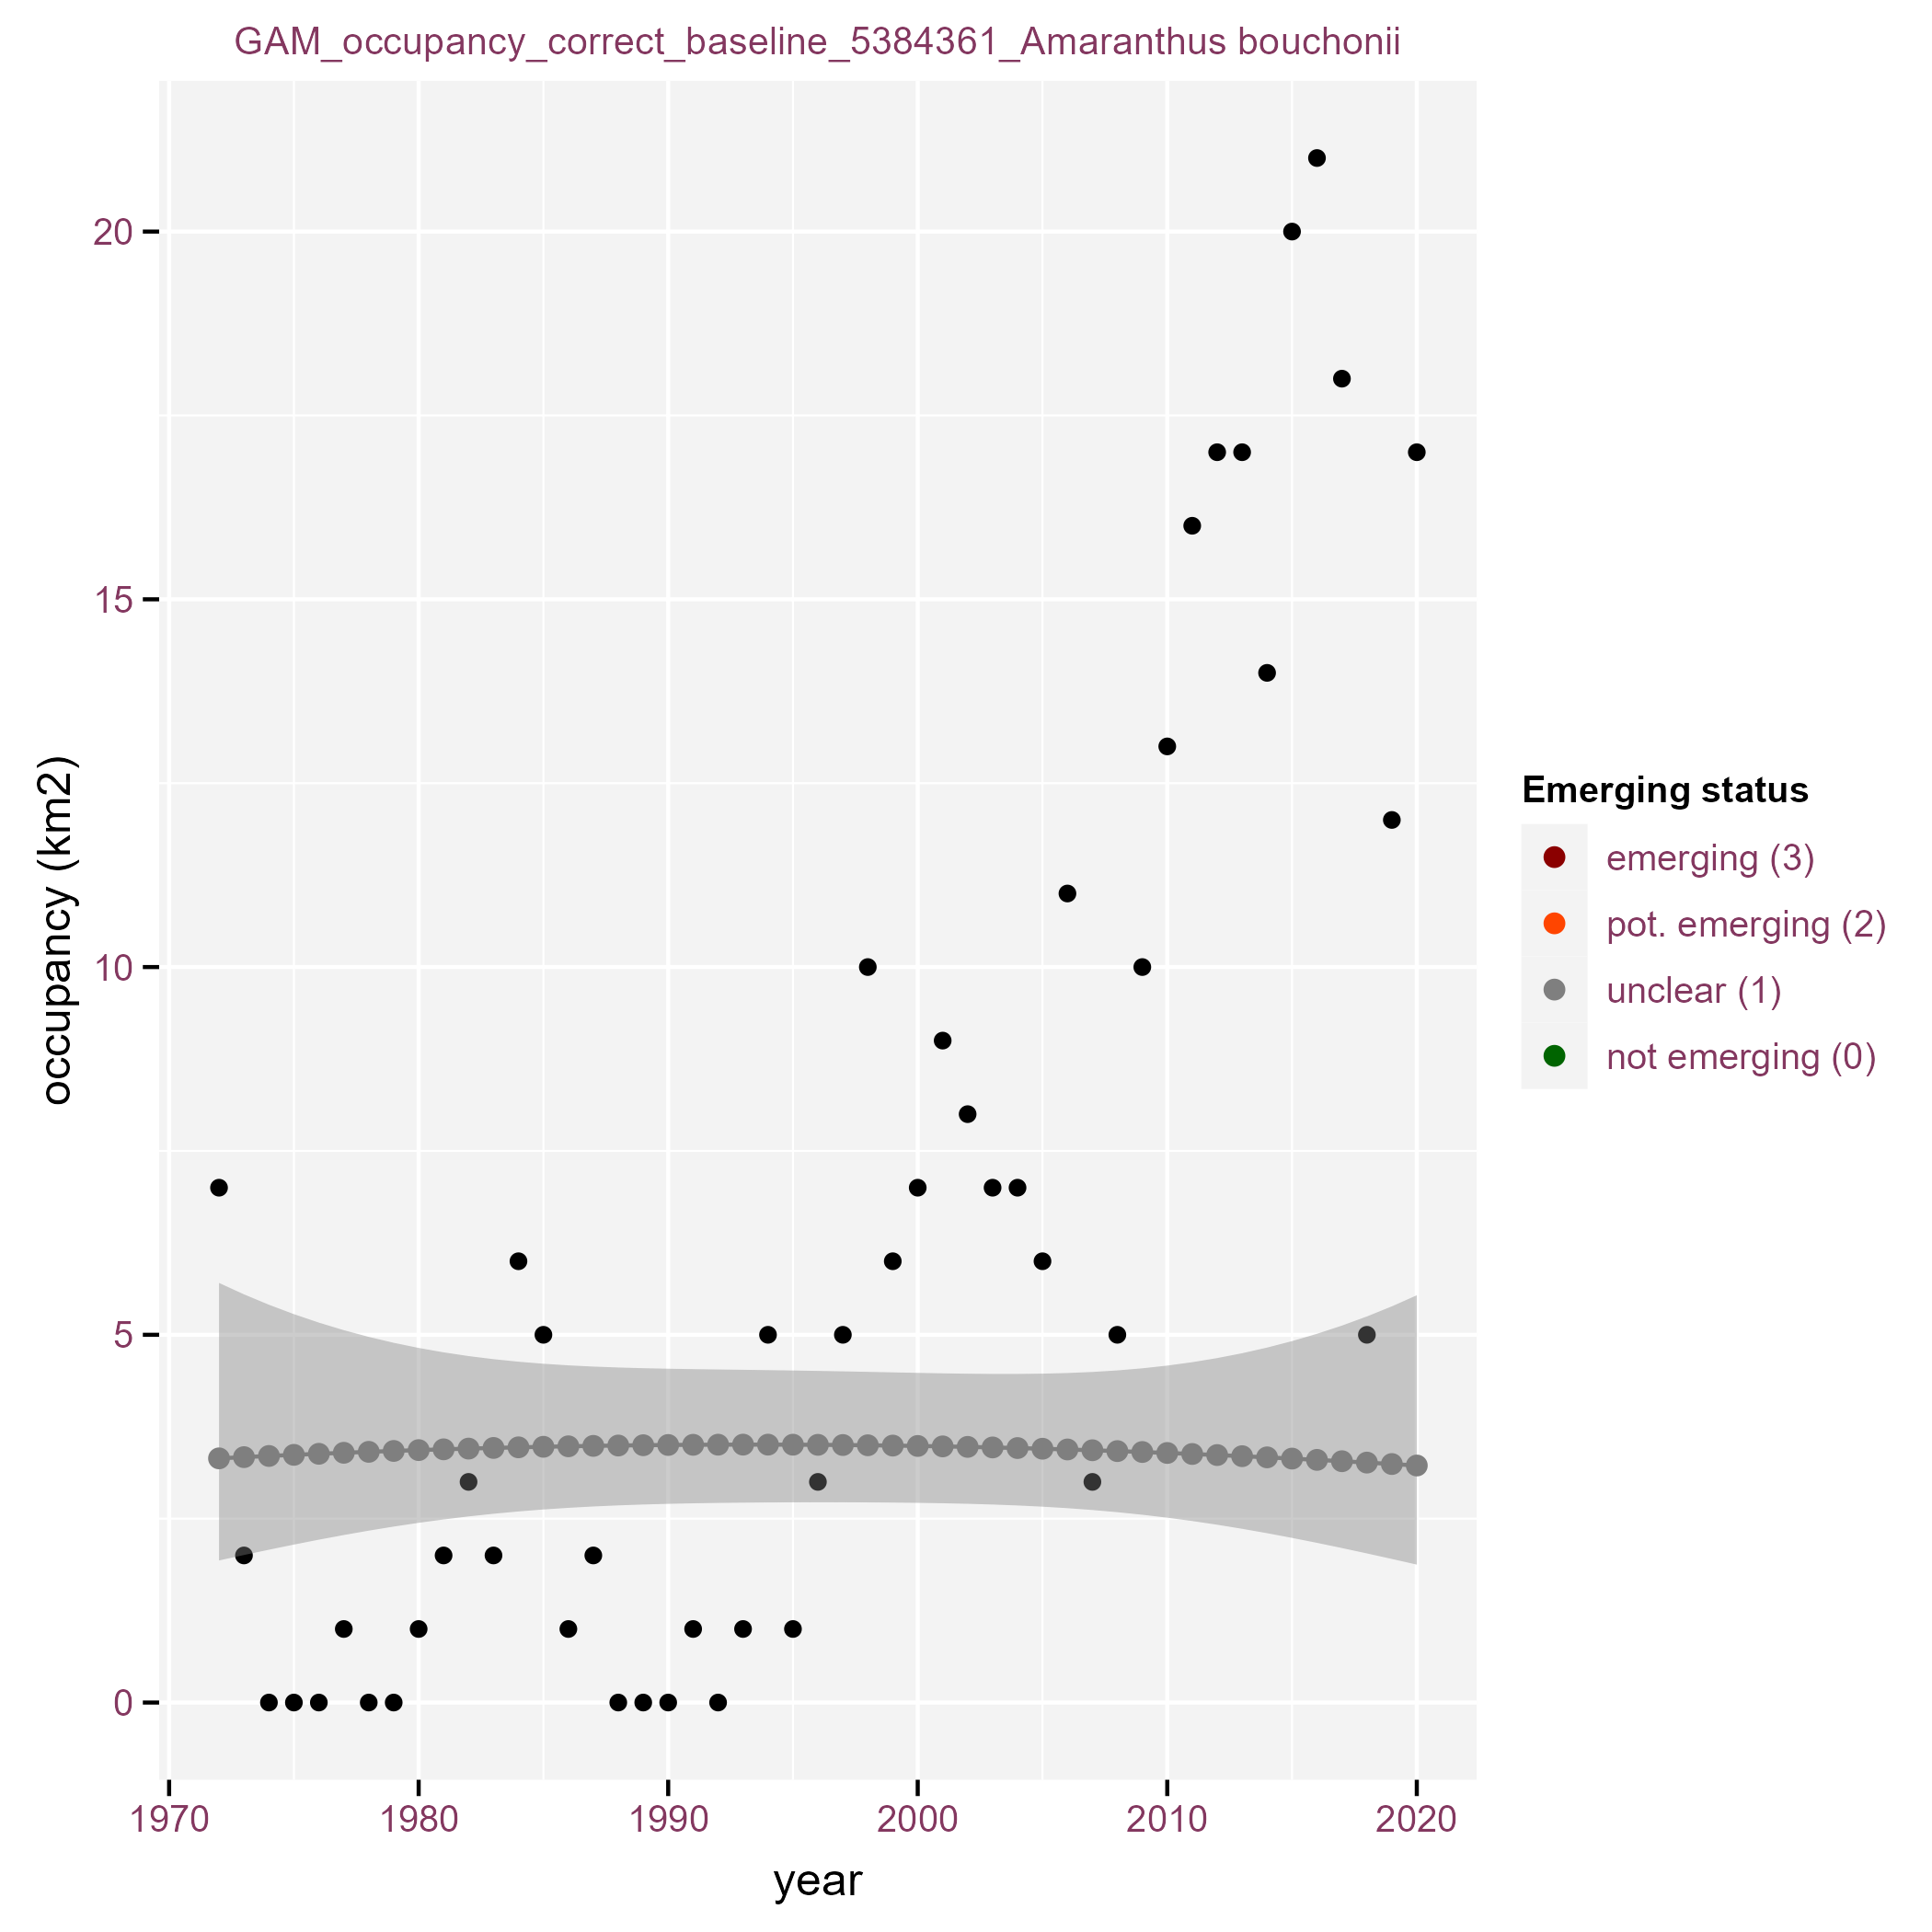 GAM_occupancy_correct_baseline_5384361_Amaranthus bouchonii
20
15
10
5
0
occupancy (km2)
1970 1980 1990 2000 2010 2020
year
Emerging status
emerging (3)
pot. emerging (2)
unclear (1)
not emerging (0)